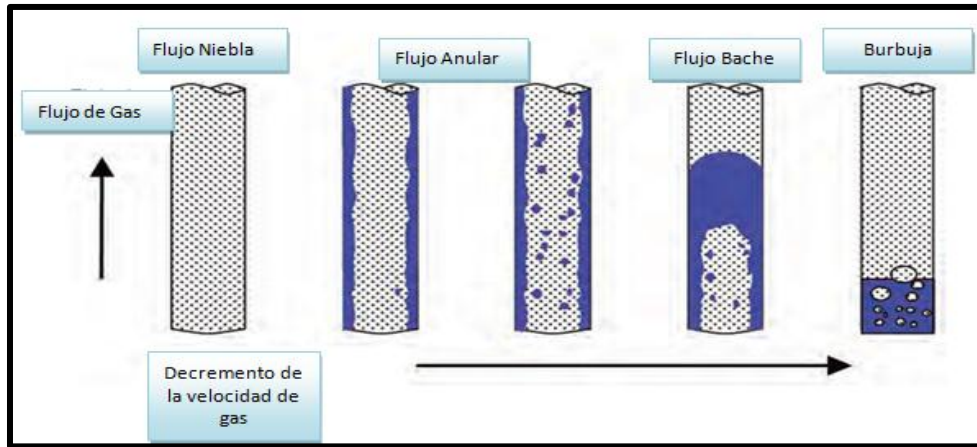 Flujo Niebla
Flujo Anular
Flujo Bache
Burbuja
Flujo de Gas
Decremento de
la velocidad de
gas